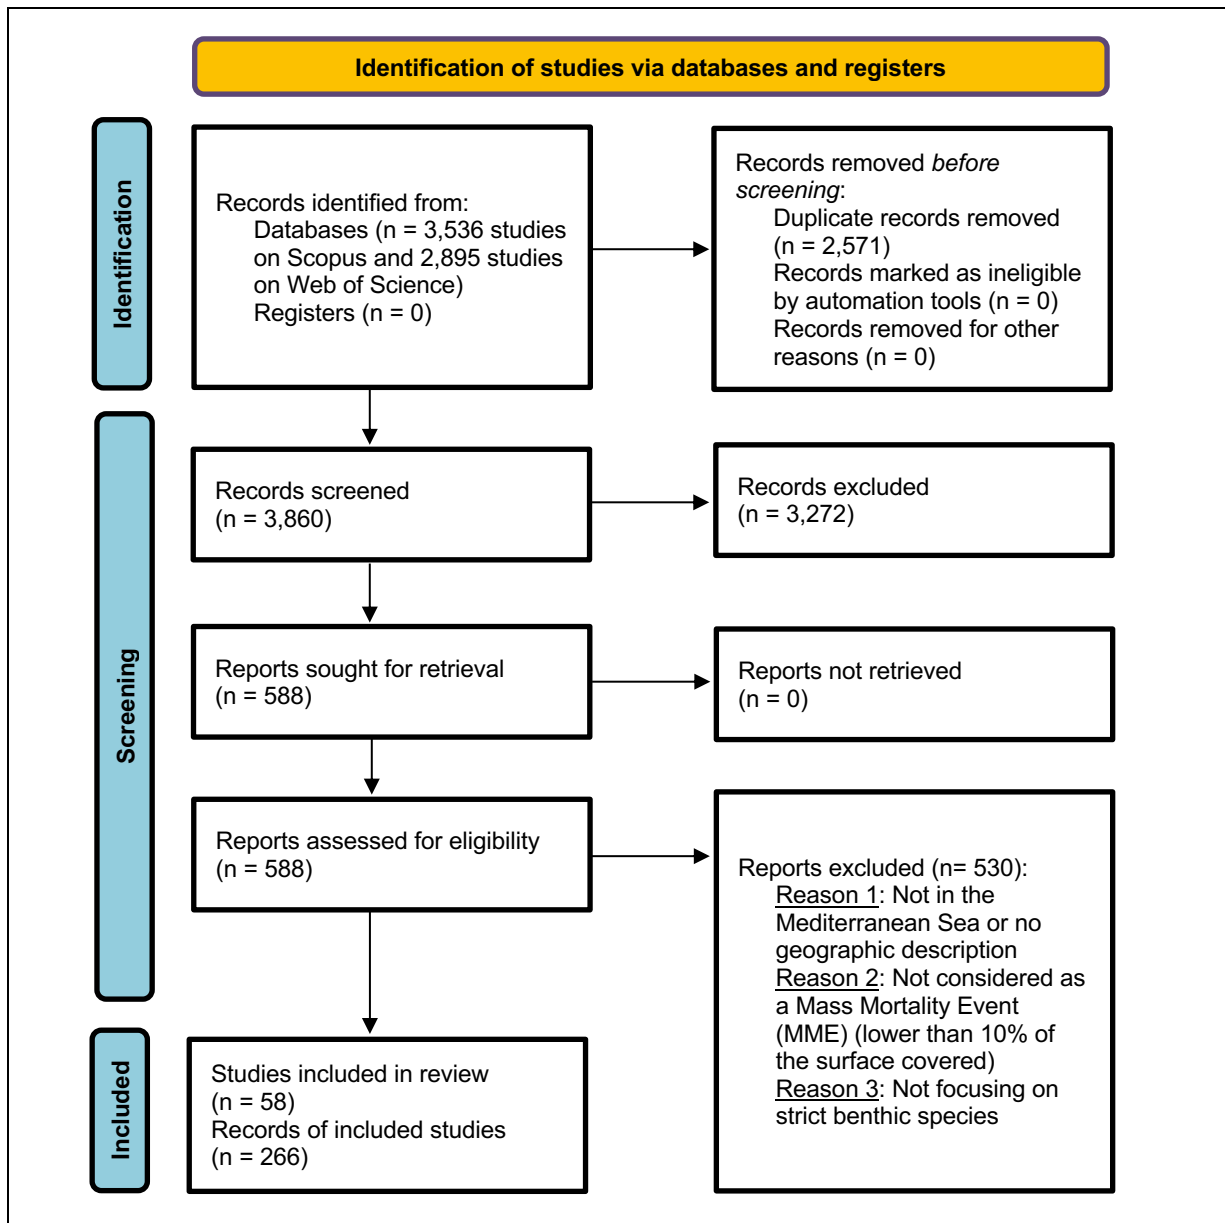 Identification of studies via databases and registers
Identification
Records identified from:
Databases (n = 3,536 studies
on Scopus and 2,895 studies
on Web of Science)
Registers (n = 0)
Records removed before
screening:
Duplicate records removed
(n = 2,571)
Records marked as ineligible
by automation tools (n = 0)
Records removed for other
reasons (n = 0)
Screening
Records screened
(n = 3,860)
Records excluded
(n = 3,272)
Reports sought for retrieval
(n = 588)
Reports not retrieved
(n = 0)
Reports assessed for eligibility
(n = 588)
Reports excluded (n= 530):
Reason 1: Not in the
Mediterranean Sea or no
geographic description
Reason 2: Not considered as
a Mass Mortality Event
(MME) (lower than 10% of
the surface covered)
Reason 3: Not focusing on
strict benthic species
Included
Studies included in review
(n = 58)
Records of included studies
(n = 266)